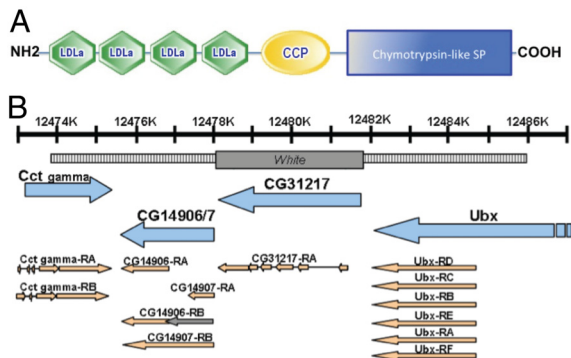 A
NH2
LDLa LDLa LDLa LDLa CCP Chymotrypsin-like SP
COOH
B
12474K 12476K 12478K 12480K 12482K 12484K 12486K
White
Cct gamma
CG31217
CG14906/7
Ubx
Cct gamma-RA CG14906-RA CG31217-RA Ubx-RD
Ubx-RC
Cct gamma-RB CG14907-RA Ubx-RB
CG14906-RB Ubx-RE
CG14907-RB Ubx-RA
Ubx-RF